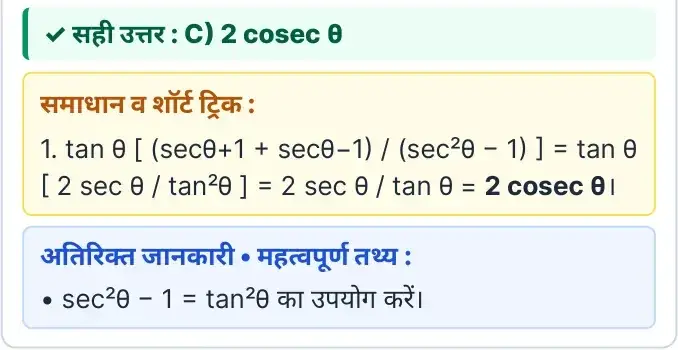 ✓ सही उत्तर : C) 2 cosec θ
समाधान व शॉर्ट ट्रिक :
1. tan θ [ (secθ+1 + secθ−1) / (sec²θ − 1) ] = tan θ
[ 2 sec θ / tan²θ ] = 2 sec θ / tan θ = 2 cosec θ।
अतिरिक्त जानकारी • महत्वपूर्ण तथ्य :
• sec²θ − 1 = tan²θ का उपयोग करें।